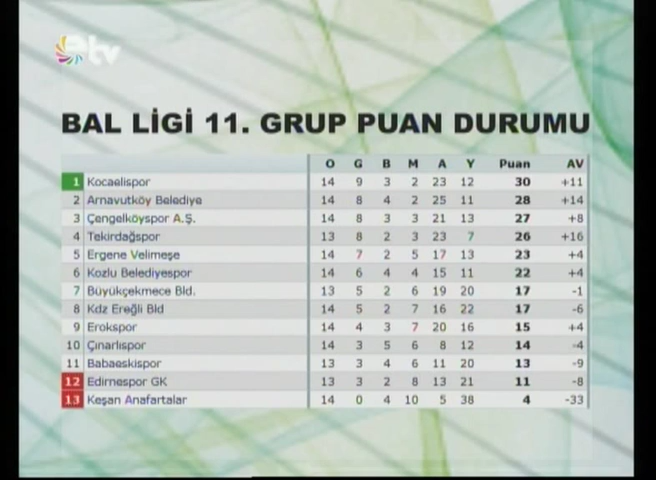 etv
BAL LİGİ 11. GRUP PUAN DURUMU
O G B M A Y Puan AV
1 Kocaelispor 14 9 3 2 23 12 30 +11
2 Arnavutköy Belediye 14 8 4 2 25 11 28 +14
3 Çengelköyspor A.Ş. 14 8 3 3 21 13 27 +8
4 Tekirdağspor 13 8 2 3 23 7 26 +16
5 Ergene Velimeşe 14 7 2 5 17 13 23 +4
6 Kozlu Belediyespor 14 6 4 4 15 11 22 +4
7 Büyükçekmece Bld. 13 5 2 6 19 20 17 -1
8 Kdz Ereğli Bld 14 5 2 7 16 22 17 -6
9 Erokspor 14 4 3 7 20 16 15 +4
10 Çınarlıspor 14 3 5 6 8 12 14 -4
11 Babaeskispor 13 3 4 6 11 20 13 -9
12 Edirnespor GK 13 3 2 8 13 21 11 -8
13 Keşan Anafartalar 14 0 4 10 5 38 4 -33